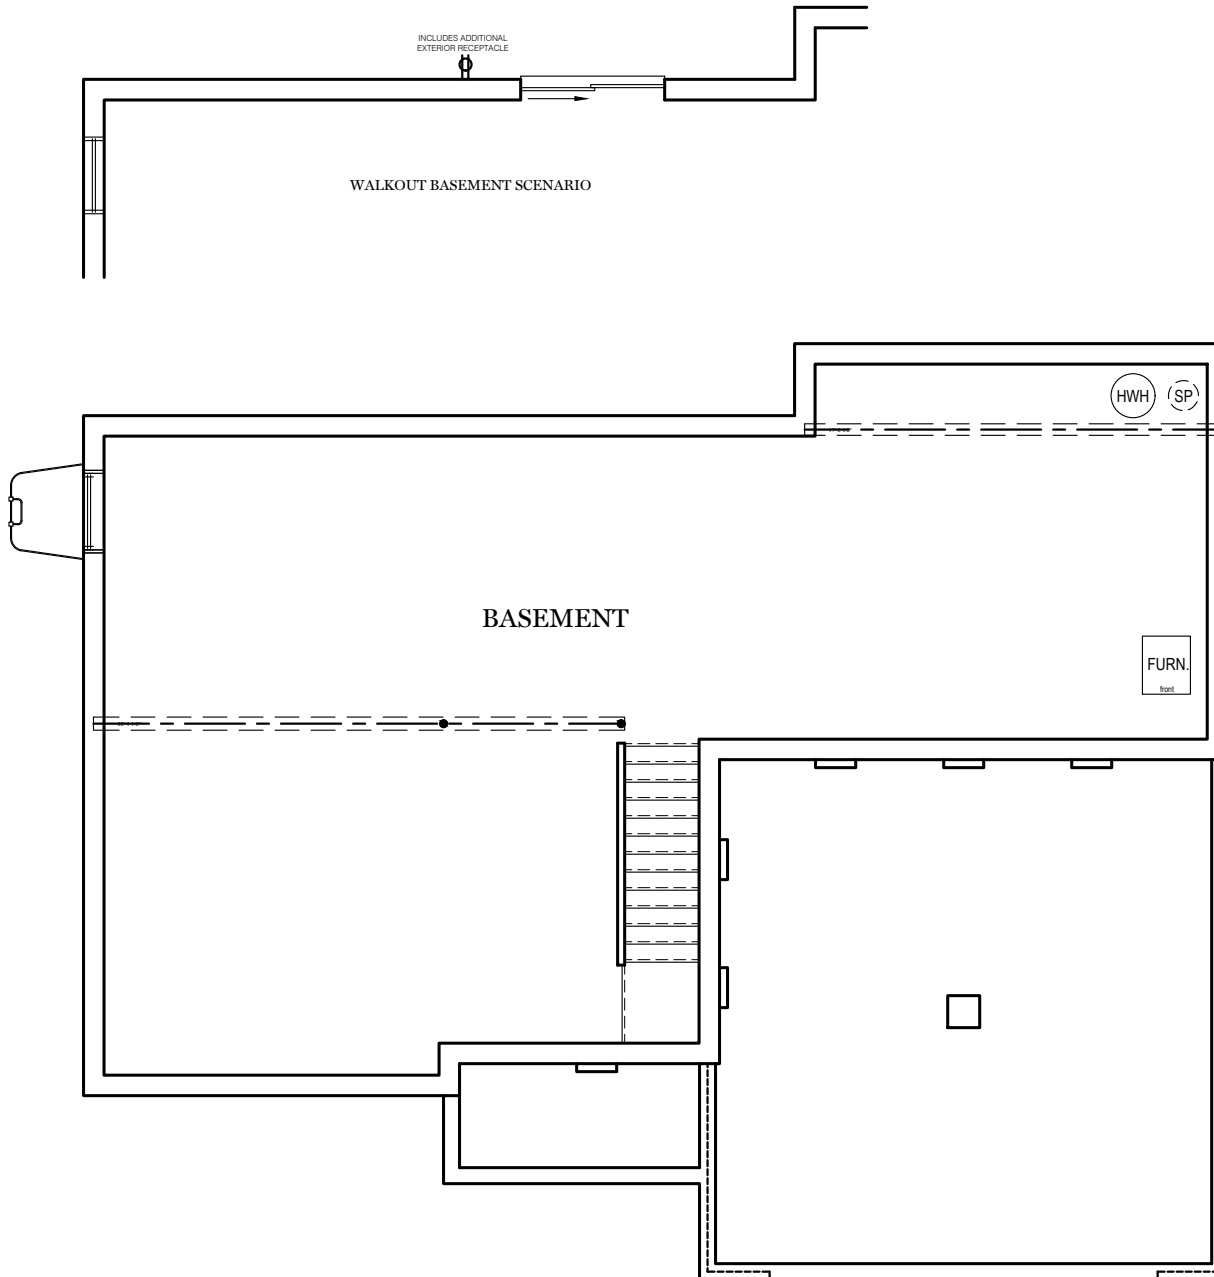 INCLUDES ADDITIONAL
EXTERIOR RECEPTACLE
WALKOUT BASEMENT SCENARIO
HWH
SP
BASEMENT
FURN.
front